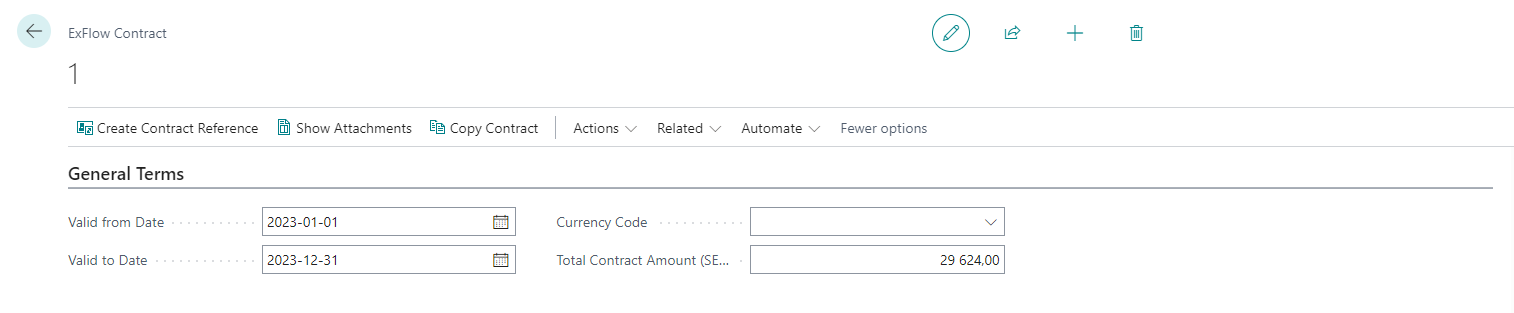 ExFlow Contract
1
Create Contract Reference Show Attachments Copy Contract Actions Related Automate Fewer options
General Terms
Valid from Date 2023-01-01 Currency Code
Valid to Date 2023-12-31 Total Contract Amount (SE... 29 624,00